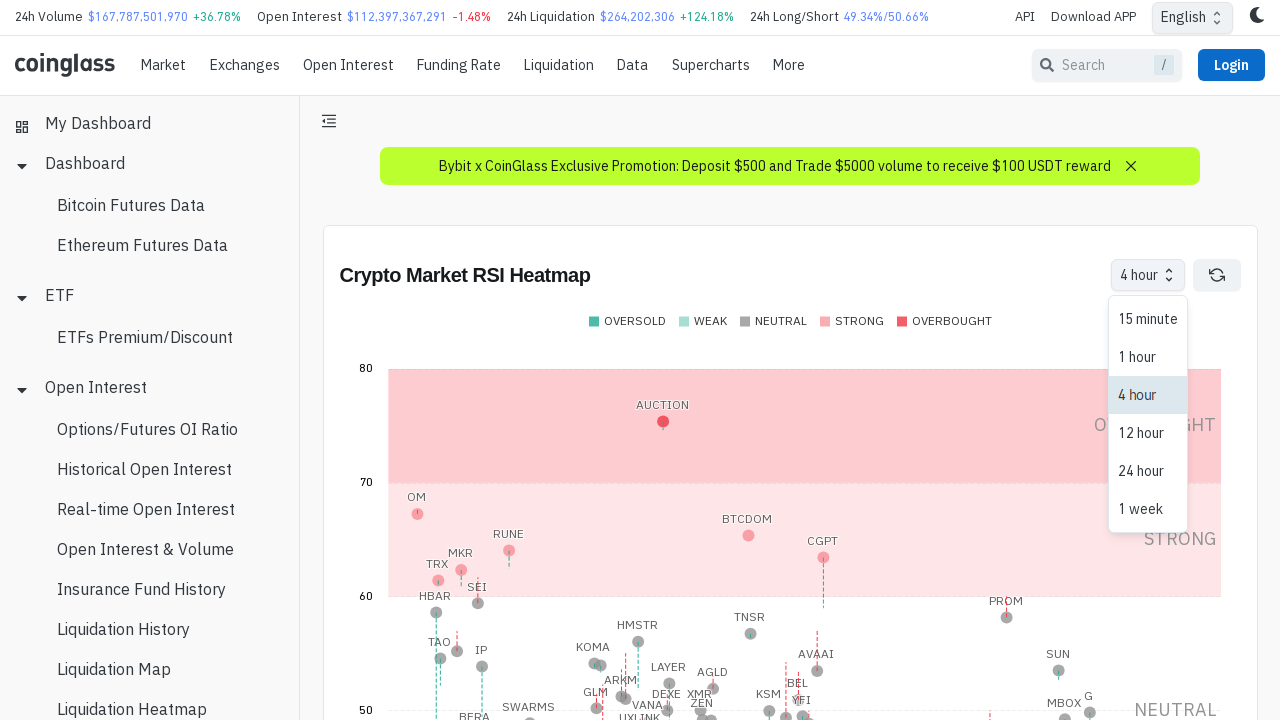 24h Volume $167,787,501,970 +36.78% Open Interest $112,397,367,291 -1.48% 24h Liquidation $264,202,306 +124.18% 24h Long/Short 49.34%/50.66% API Download APP English
coinglass Market Exchanges Open Interest Funding Rate Liquidation Data Supercharts More Search / Login
My Dashboard
Dashboard
Bitcoin Futures Data
Ethereum Futures Data
ETF
ETFs Premium/Discount
Open Interest
Options/Futures OI Ratio
Historical Open Interest
Real-time Open Interest
Open Interest & Volume
Insurance Fund History
Liquidation History
Liquidation Map
Liquidation Heatmap
Bybit x CoinGlass Exclusive Promotion: Deposit $500 and Trade $5000 volume to receive $100 USDT reward
Crypto Market RSI Heatmap
4 hour
15 minute
1 hour
4 hour
12 hour
24 hour
1 week
OVERSOLD WEAK NEUTRAL STRONG OVERBOUGHT
80
AUCTION
70
OM
BTCDOM
RUNE
CGPT
STRONG
MKR
TRX
SEI
HBAR
60
PROM
TNSR
HMSTR
TAO
IP
KOMA
AVAAI
SUN
LAYER
AGLD
ARKM
BEL
GLM
DEXE
XMR
KSM
G
YFI
ZEN
MBOX
VANA
SWARMS
50
NEUTRAL
BERA
UXLINK